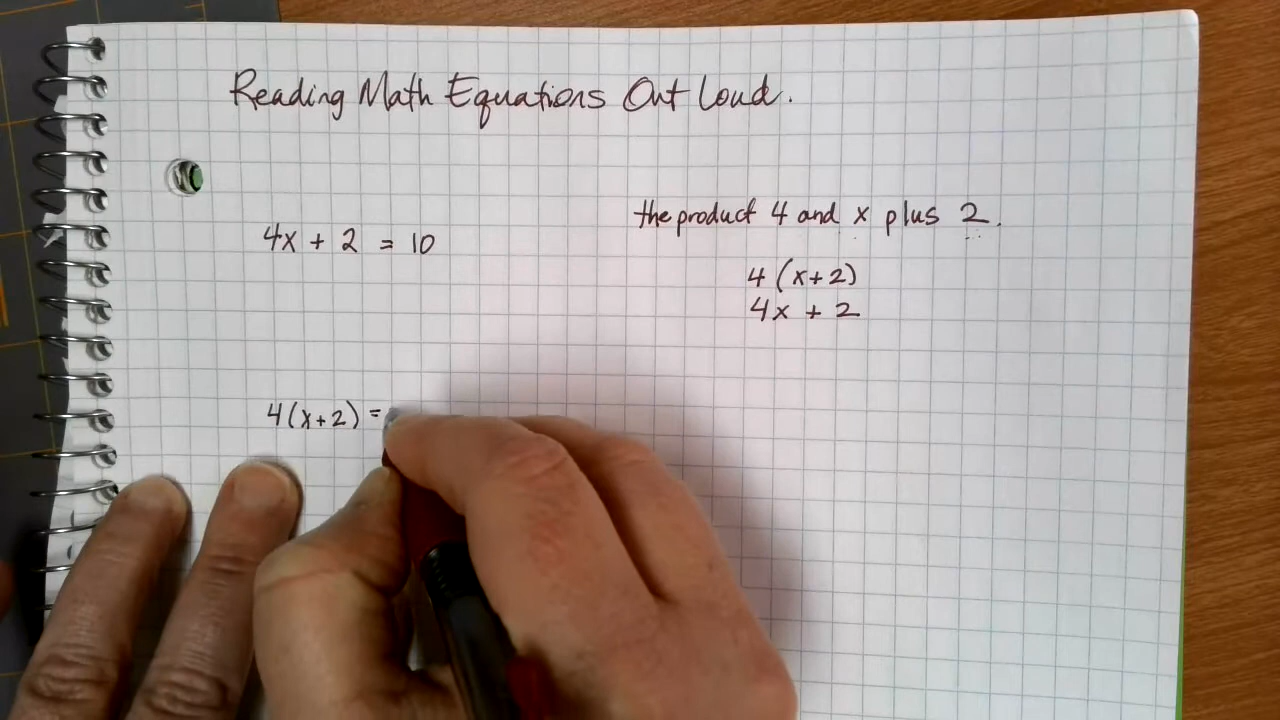 Reading Math Equations Out Loud.
4x + 2 = 10
the product 4 and x plus 2.
4 (x+2)
4x + 2
4(x+2) =